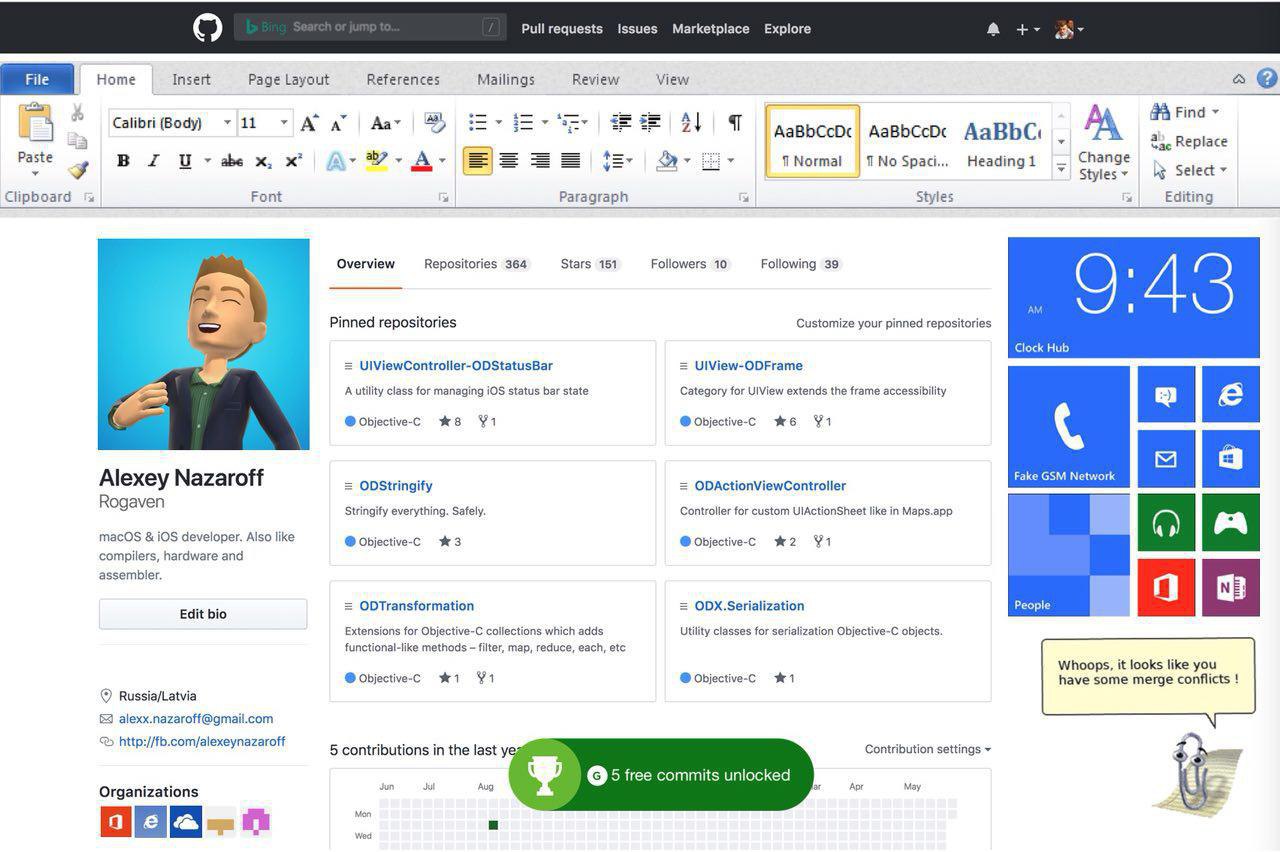 Bing Search or jump to... /
Pull requests Issues Marketplace Explore
File Home Insert Page Layout References Mailings Review View
Calibri (Body) 11 Aa
AaBbCcDc AaBbCcDc AaBbC
Find
Replace
Select
Paste
B I U abc x₂ x²
¶ Normal ¶ No Spaci... Heading 1
Change
Styles
Clipboard Font Paragraph Styles Editing
Overview Repositories 364 Stars 151 Followers 10 Following 39
Pinned repositories
Customize your pinned repositories
UIViewController-ODStatusBar
A utility class for managing iOS status bar state
Objective-C 8 1
UIView-ODFrame
Category for UIView extends the frame accessibility
Objective-C 6 1
ODStringify
Stringify everything. Safely.
Objective-C 3
ODActionViewController
Controller for custom UIActionSheet like in Maps.app
Objective-C 2 1
ODTransformation
Extensions for Objective-C collections which adds
functional-like methods – filter, map, reduce, each, etc
Objective-C 1 1
ODX.Serialization
Utility classes for serialization Objective-C objects.
Objective-C 1
Alexey Nazaroff
Rogaven
macOS & iOS developer. Also like
compilers, hardware and
assembler.
Edit bio
Russia/Latvia
alexx.nazaroff@gmail.com
http://fb.com/alexeynazaroff
Organizations
5 contributions in the last
Contribution settings
G 5 free commits unlocked
Jun Jul Aug Apr May
Mon
Wed
AM 9:43
Clock Hub
Fake GSM Network
People
Whoops, it looks like you
have some merge conflicts !